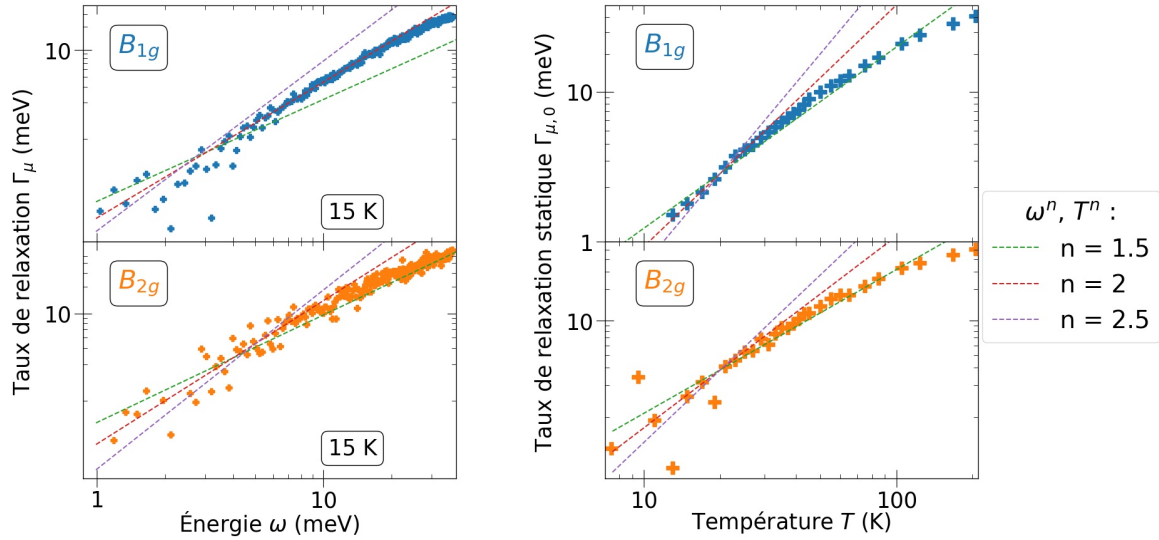 Taux de relaxation Γμ (meV)
10
B1g
15 K
10
B2g
15 K
1
10
Énergie ω (meV)
Taux de relaxation statique Γμ,0 (meV)
10
B1g
1
1
10
B2g
10
100
Température T (K)
ωⁿ, Tⁿ :
n = 1.5
n = 2
n = 2.5